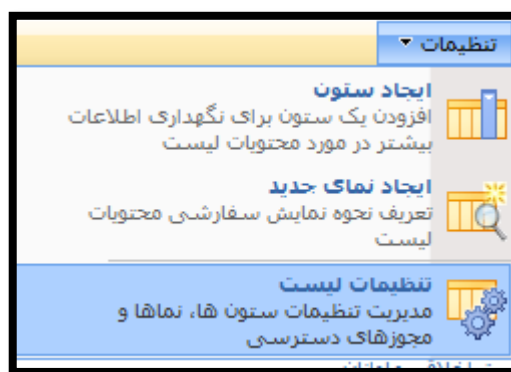 تنظیمات
ایجاد ستون
افزودن یک ستون برای نگهداری اطلاعات
بیشتر در مورد محتویات لیست
ایجاد نمای جدید
تعریف نحوه نمایش سفارشی محتویات
لیست
تنظیمات لیست
مدیریت تنظیمات ستون ها، نماها و
مجوزهای دسترسی